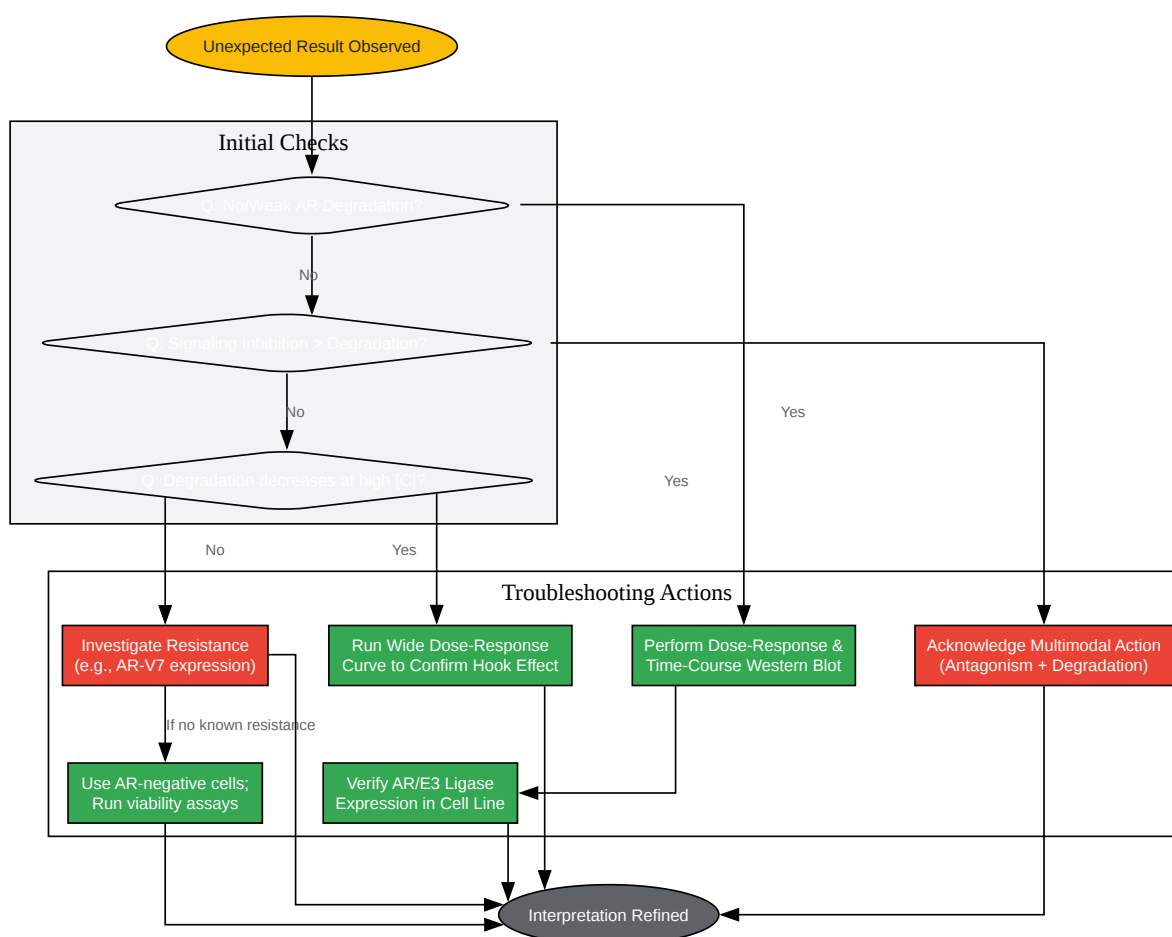 Unexpected Result Observed
Initial Checks
Q: No/Weak AR Degradation?
No
Q: Signaling Inhibition > Degradation?
No
Yes
Q: Degradation decreases at high [C]?
Yes
No
Yes
Troubleshooting Actions
Investigate Resistance
(e.g., AR-V7 expression)
Run Wide Dose-Response
Curve to Confirm Hook Effect
Perform Dose-Response &
Time-Course Western Blot
Acknowledge Multimodal Action
(Antagonism + Degradation)
If no known resistance
Use AR-negative cells;
Run viability assays
Verify AR/E3 Ligase
Expression in Cell Line
Interpretation Refined